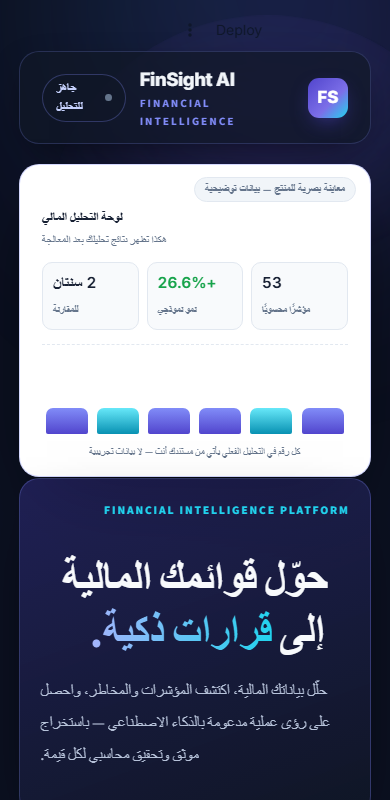 Deploy
FinSight AI
FINANCIAL
INTELLIGENCE
FS
جاهز
للتحليل
معاينة بصرية للمنتج — بيانات توضيحية
لوحة التحليل المالي
هكذا تظهر نتائج تحليلك بعد المعالجة
53
مؤشرًا محسوبًا
+26.6%
نمو نموذجي
2 سنتان
للمقارنة
كل رقم في التحليل الفعلي يأتي من مستندك أنت — لا بيانات تجريبية
FINANCIAL INTELLIGENCE PLATFORM
حوّل قوائمك المالية
إلى قرارات ذكية.
حلّل بياناتك المالية، اكتشف المؤشرات والمخاطر، واحصل
على رؤى عملية مدعومة بالذكاء الاصطناعي — باستخراج
موثق وتحقيق محاسبي لكل قيمة.